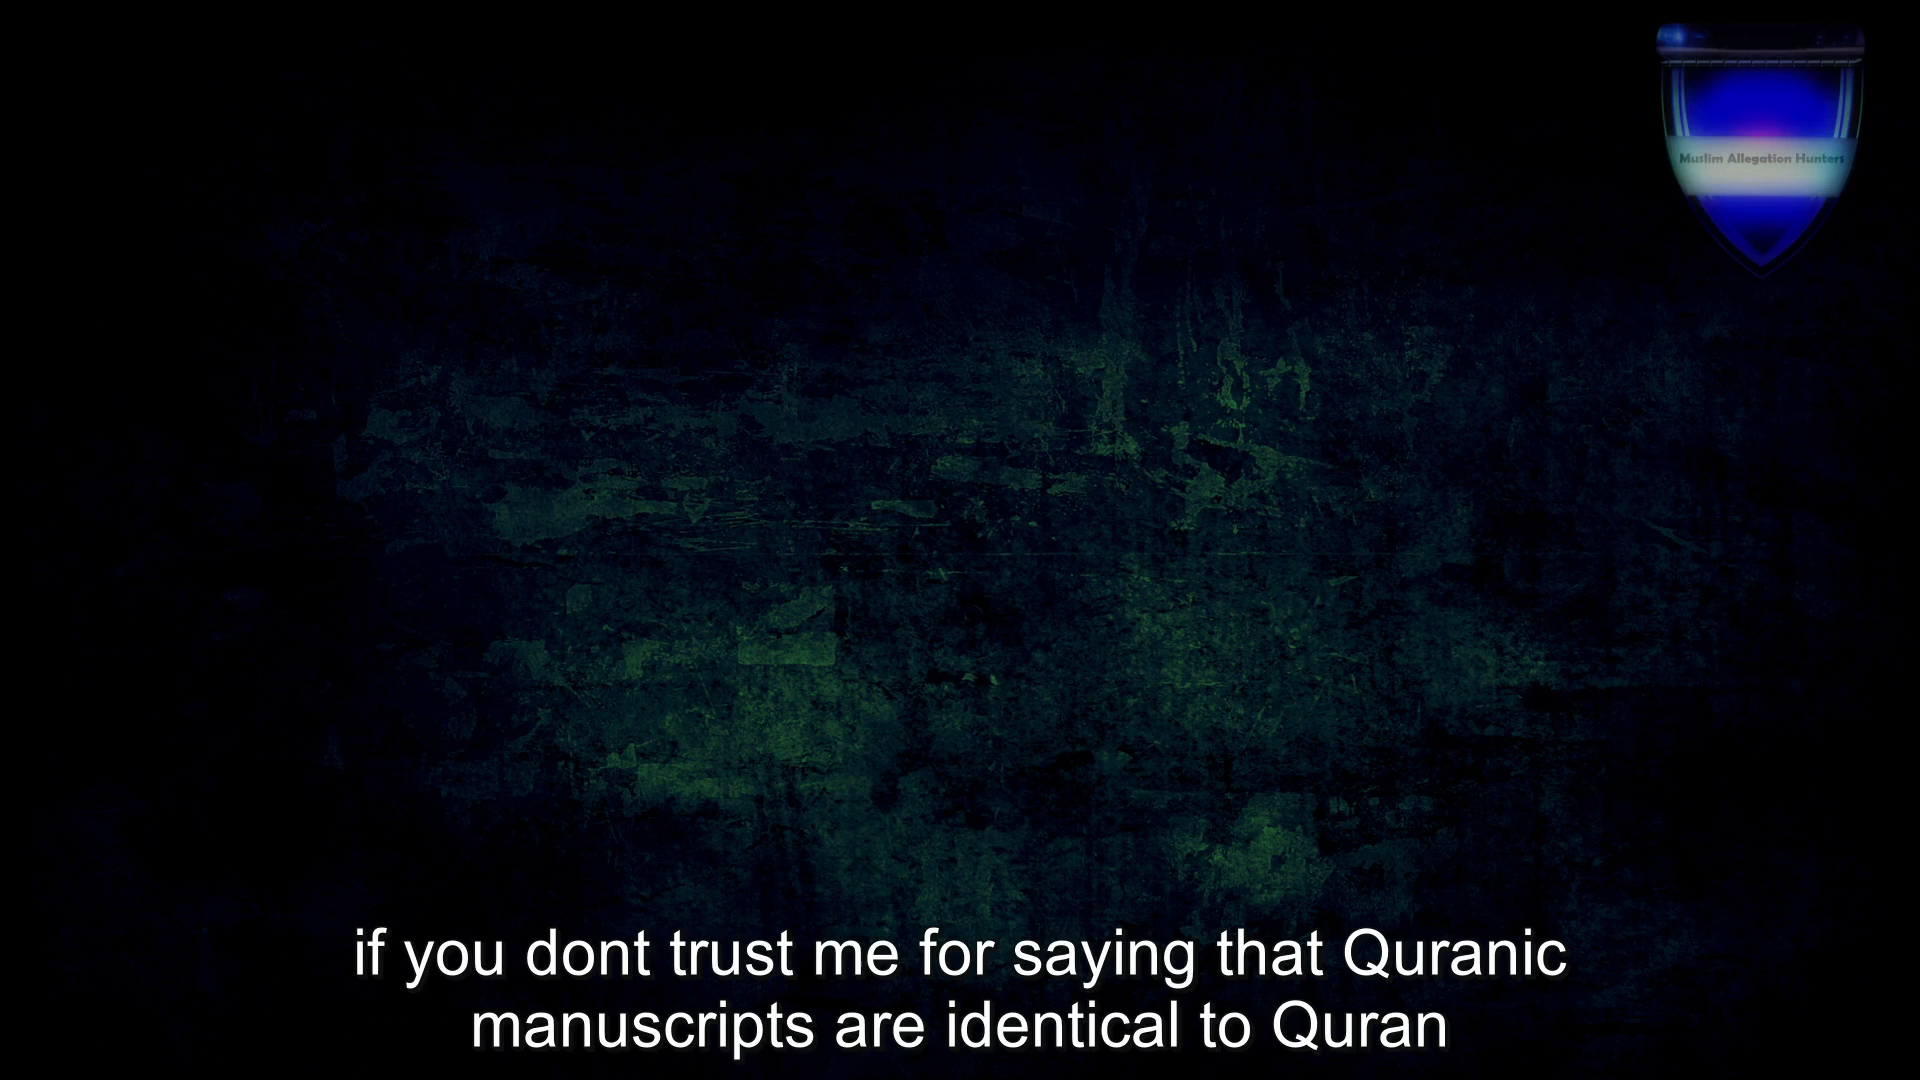 Muslim Allegation Hunters
if you dont trust me for saying that Quranic
manuscripts are identical to Quran